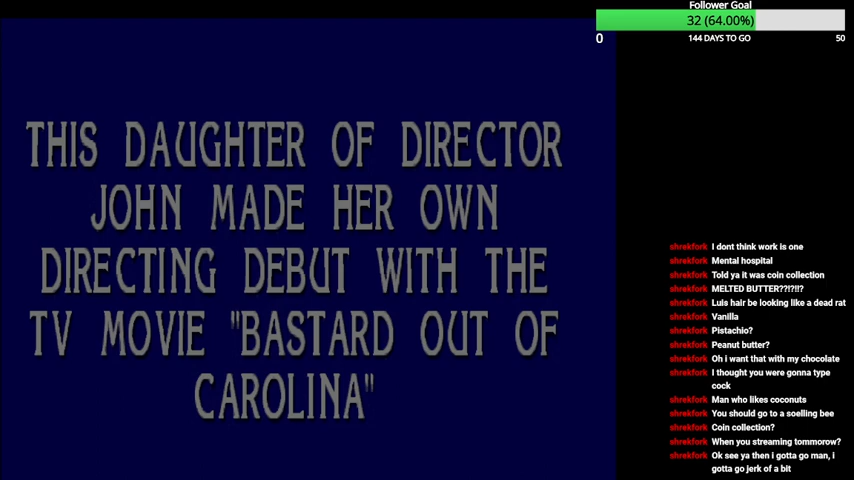 Follower Goal
32 (64.00%)
0
144 DAYS TO GO
50
THIS DAUGHTER OF DIRECTOR
JOHN MADE HER OWN
DIRECTING DEBUT WITH THE
TV MOVIE "BASTARD OUT OF
CAROLINA"
shrekfork I dont think work is one
shrekfork Mental hospital
shrekfork Told ya it was coin collection
shrekfork MELTED BUTTER??!?!!?
shrekfork Luis hair be looking like a dead rat
shrekfork Vanilla
shrekfork Pistachio?
shrekfork Peanut butter?
shrekfork Oh i want that with my chocolate
shrekfork I thought you were gonna type
cock
shrekfork Man who likes coconuts
shrekfork You should go to a soelling bee
shrekfork Coin collection?
shrekfork When you streaming tommorow?
shrekfork Ok see ya then i gotta go man, i
gotta go jerk of a bit